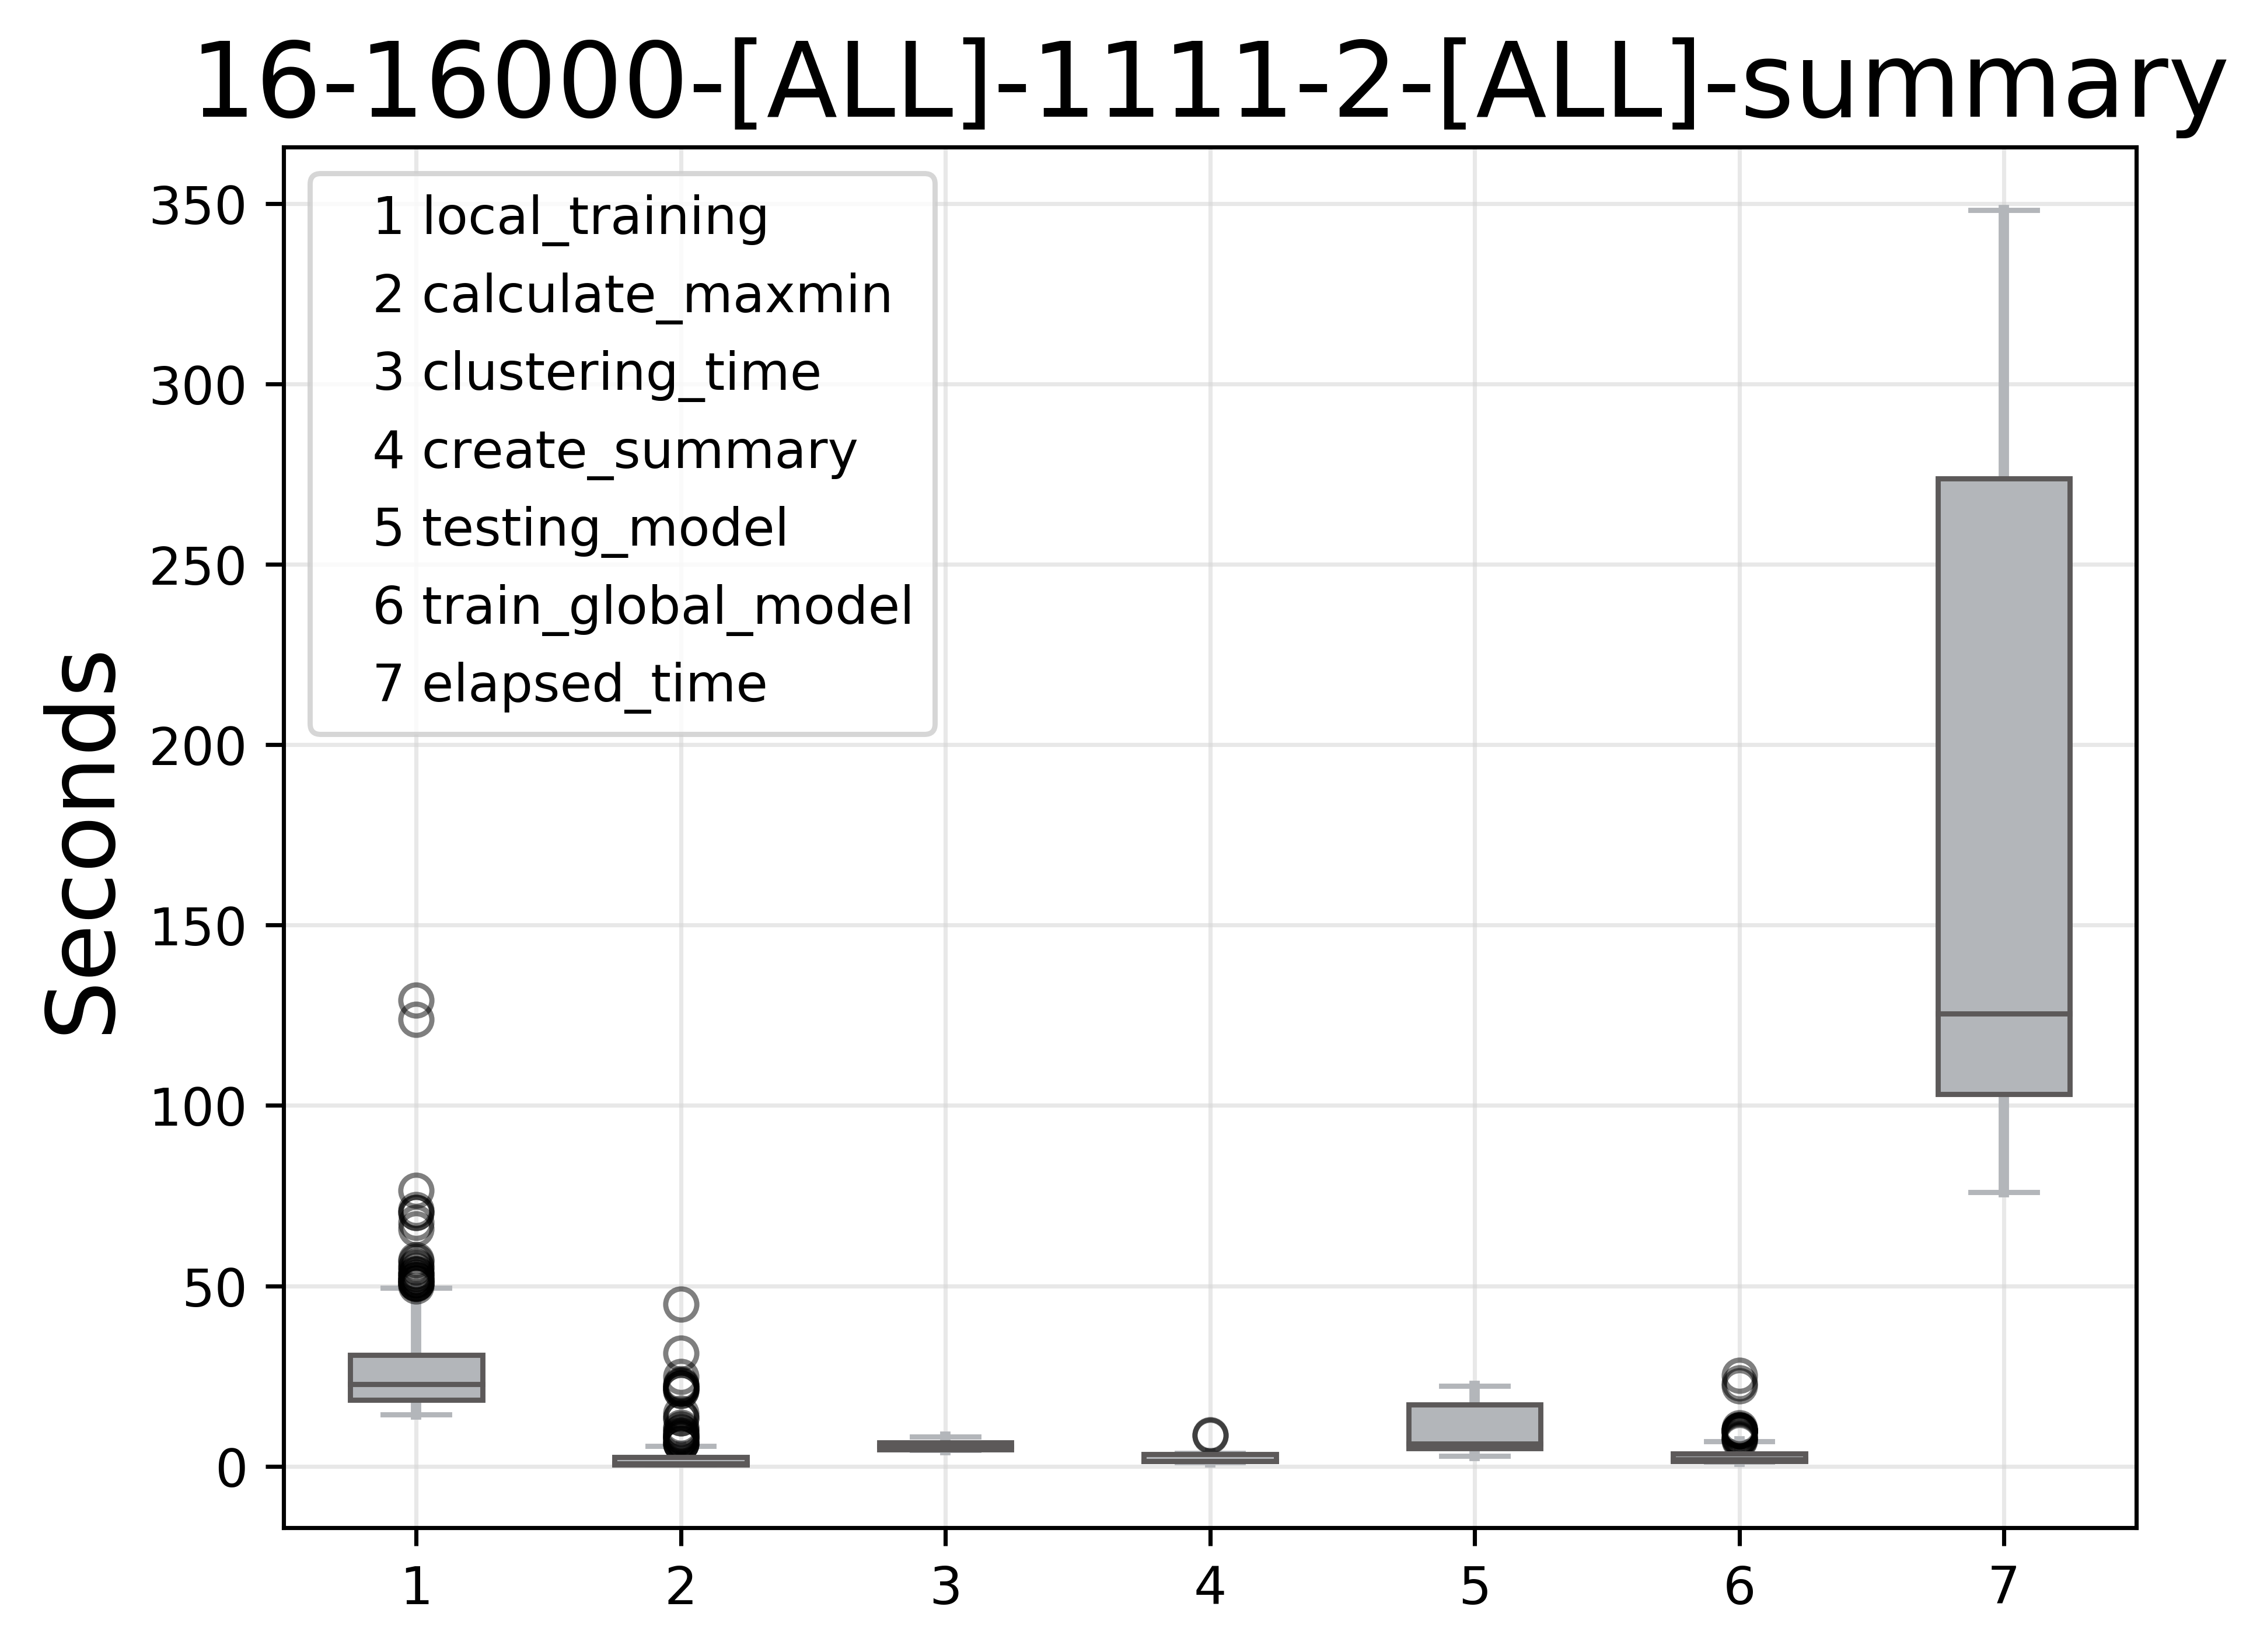 16-16000-[ALL]-1111-2-[ALL]-summary
350
300
250
200
150
100
50
0
Seconds
1 local_training
2 calculate_maxmin
3 clustering_time
4 create_summary
5 testing_model
6 train_global_model
7 elapsed_time
1 2 3 4 5 6 7